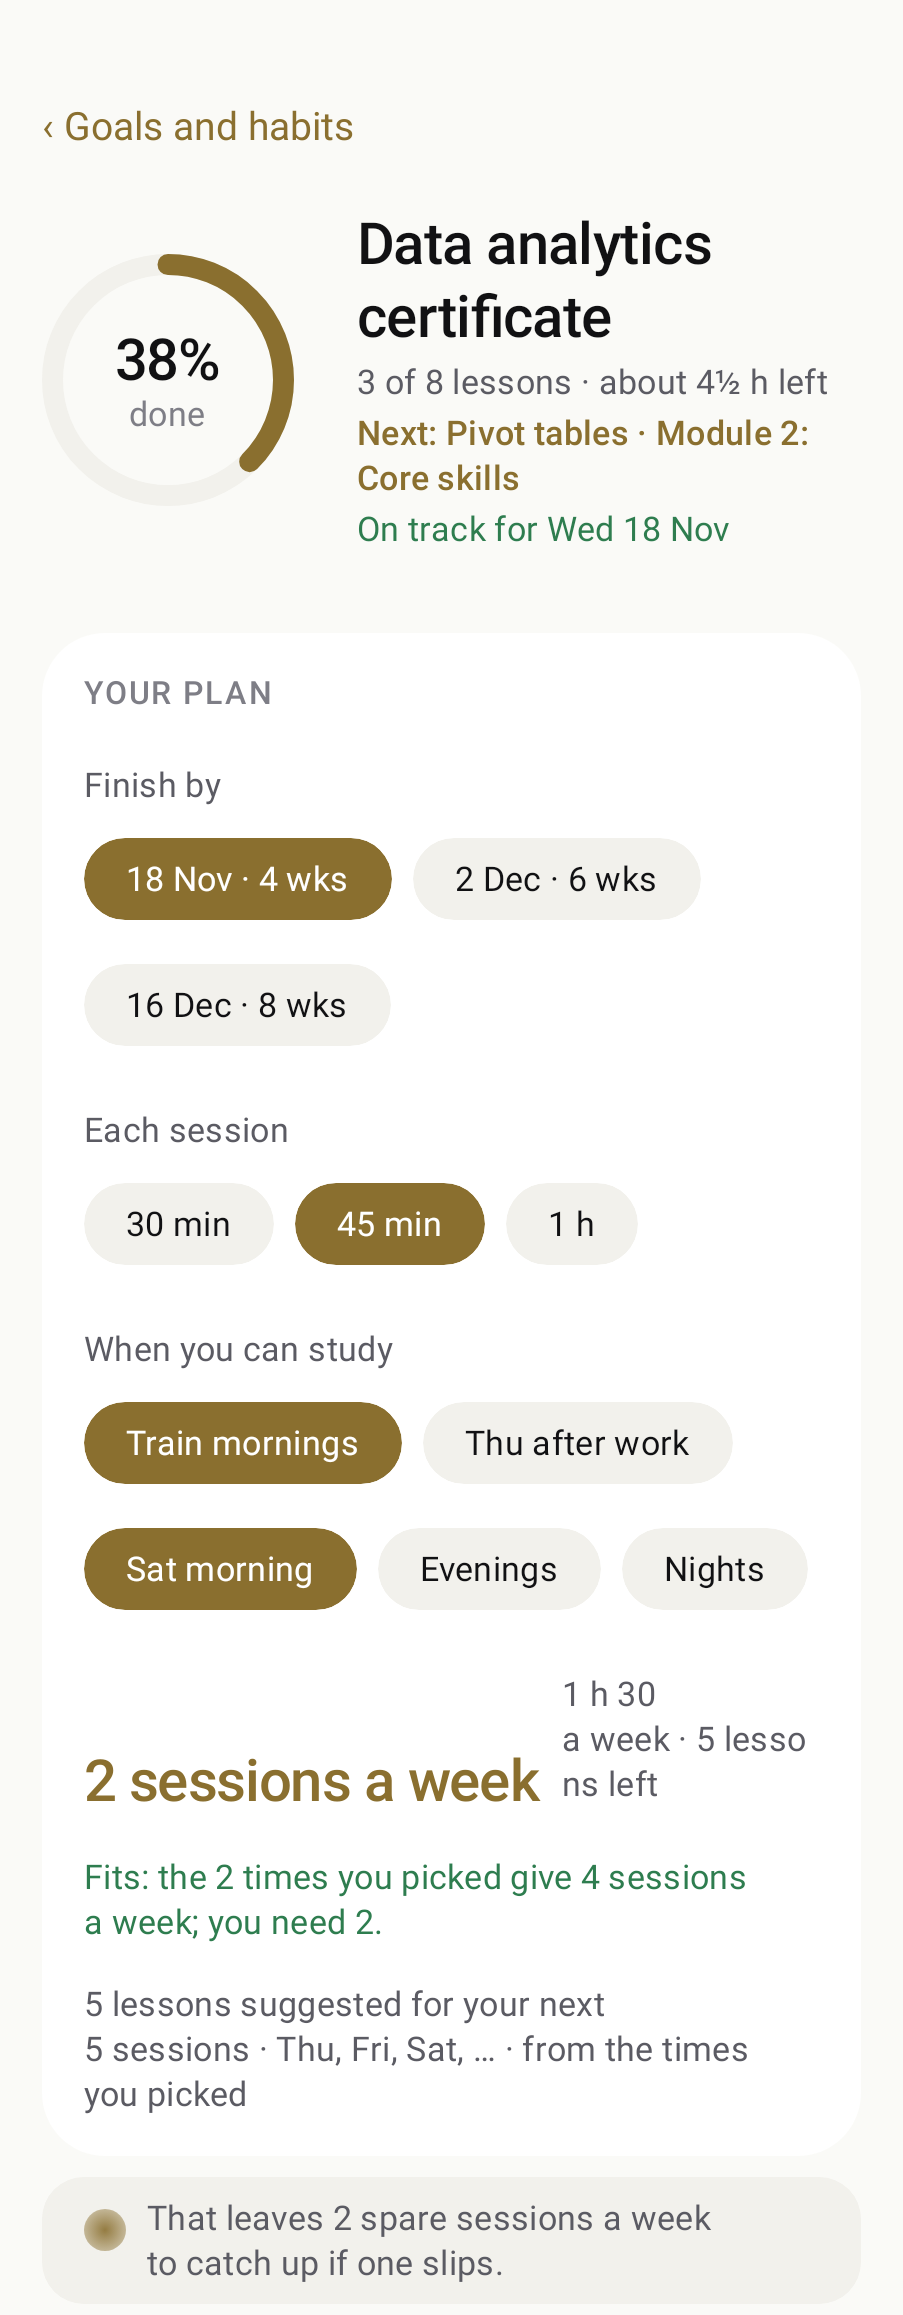 ‹ Goals and habits
38%
done
Data analytics
certificate
3 of 8 lessons · about 4½ h left
Next: Pivot tables · Module 2:
Core skills
On track for Wed 18 Nov
YOUR PLAN
Finish by
18 Nov · 4 wks
2 Dec · 6 wks
16 Dec · 8 wks
Each session
30 min
45 min
1 h
When you can study
Train mornings
Thu after work
Sat morning
Evenings
Nights
2 sessions a week
1 h 30
a week · 5 lesso
ns left
Fits: the 2 times you picked give 4 sessions
a week; you need 2.
5 lessons suggested for your next
5 sessions · Thu, Fri, Sat, … · from the times
you picked
That leaves 2 spare sessions a week
to catch up if one slips.